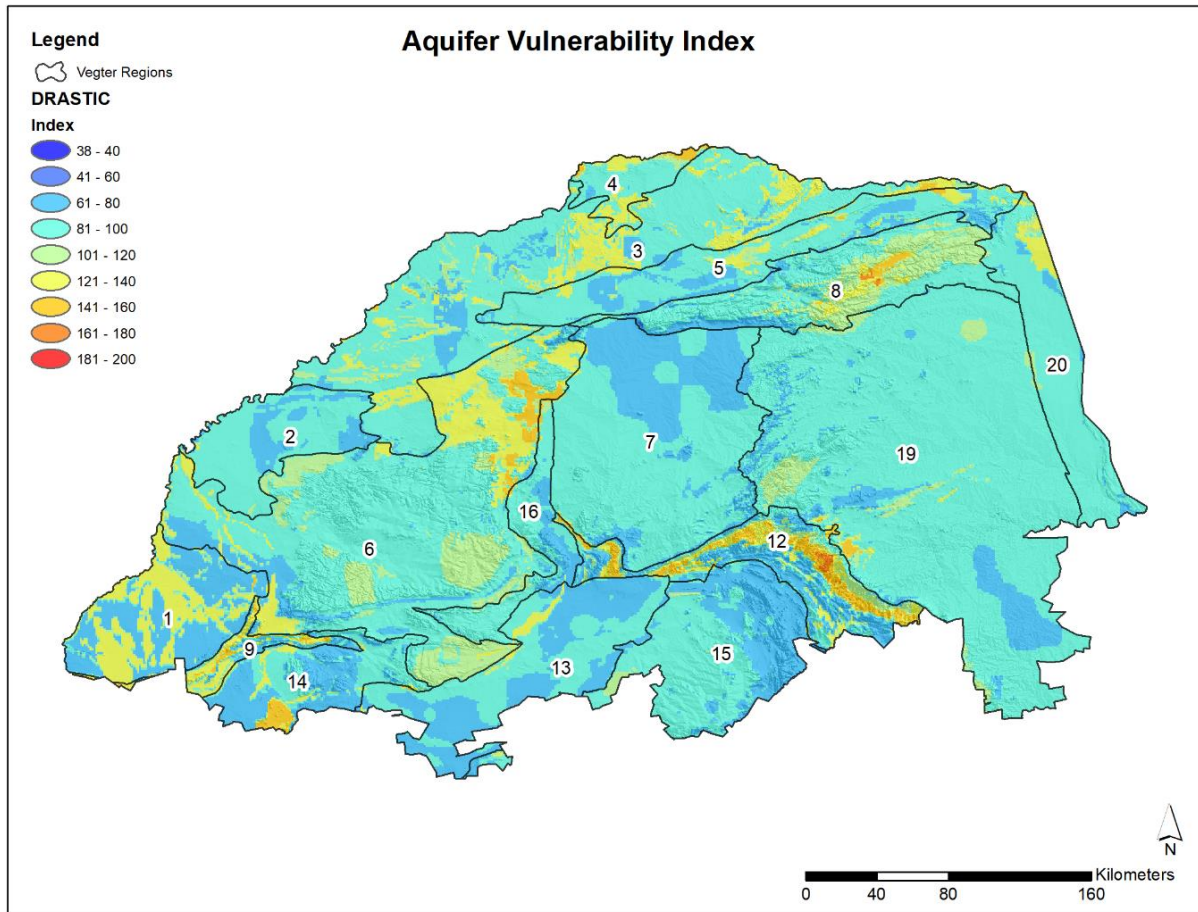 Aquifer Vulnerability Index
Legend
Vegter Regions
DRASTIC
Index
38 - 40
41 - 60
61 - 80
81 - 100
101 - 120
121 - 140
141 - 160
161 - 180
181 - 200
4
3
5
8
20
2
7
19
16
12
6
1
9
14
13
15
N
Kilometers
0 40 80 160